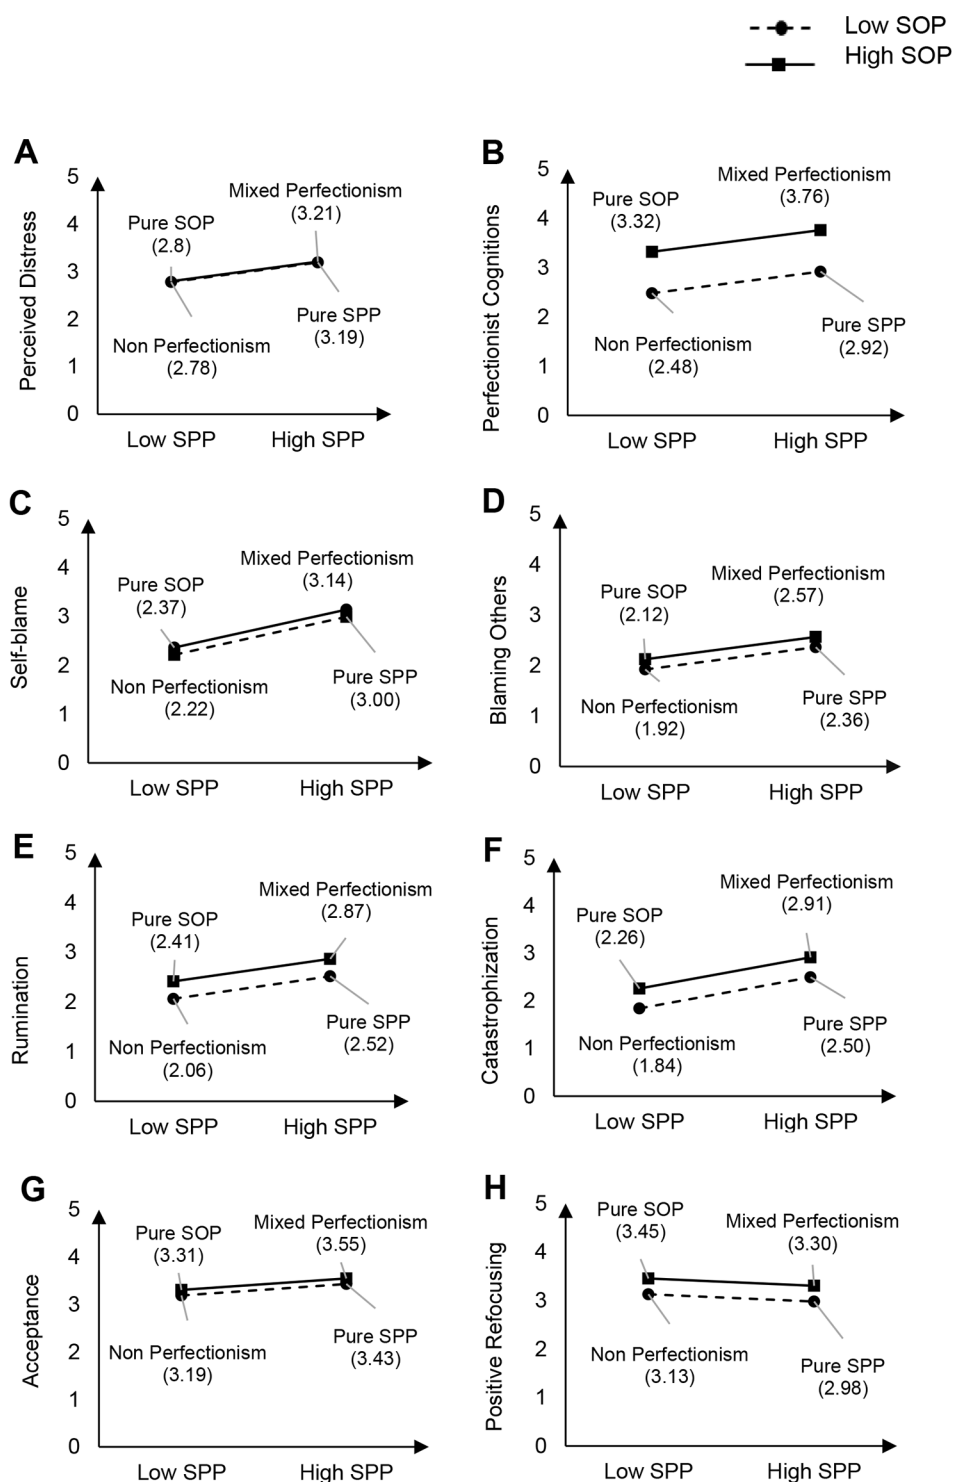 Low SOP
High SOP
A
Perceived Distress
5
4
3
2
1
0
Pure SOP
(2.8)
Mixed Perfectionism
(3.21)
Non Perfectionism
(2.78)
Pure SPP
(3.19)
Low SPP
High SPP
B
Perfectionist Cognitions
5
4
3
2
1
0
Pure SOP
(3.32)
Mixed Perfectionism
(3.76)
Non Perfectionism
(2.48)
Pure SPP
(2.92)
Low SPP
High SPP
C
Self-blame
5
4
3
2
1
0
Pure SOP
(2.37)
Mixed Perfectionism
(3.14)
Non Perfectionism
(2.22)
Pure SPP
(3.00)
Low SPP
High SPP
D
Blaming Others
5
4
3
2
1
0
Pure SOP
(2.12)
Mixed Perfectionism
(2.57)
Non Perfectionism
(1.92)
Pure SPP
(2.36)
Low SPP
High SPP
E
Rumination
5
4
3
2
1
0
Pure SOP
(2.41)
Mixed Perfectionism
(2.87)
Non Perfectionism
(2.06)
Pure SPP
(2.52)
Low SPP
High SPP
F
Catastrophization
5
4
3
2
1
0
Pure SOP
(2.26)
Mixed Perfectionism
(2.91)
Non Perfectionism
(1.84)
Pure SPP
(2.50)
Low SPP
High SPP
G
Acceptance
5
4
3
2
1
0
Pure SOP
(3.31)
Mixed Perfectionism
(3.55)
Non Perfectionism
(3.19)
Pure SPP
(3.43)
Low SPP
High SPP
H
Positive Refocusing
5
4
3
2
1
0
Pure SOP
(3.45)
Mixed Perfectionism
(3.30)
Non Perfectionism
(3.13)
Pure SPP
(2.98)
Low SPP
High SPP